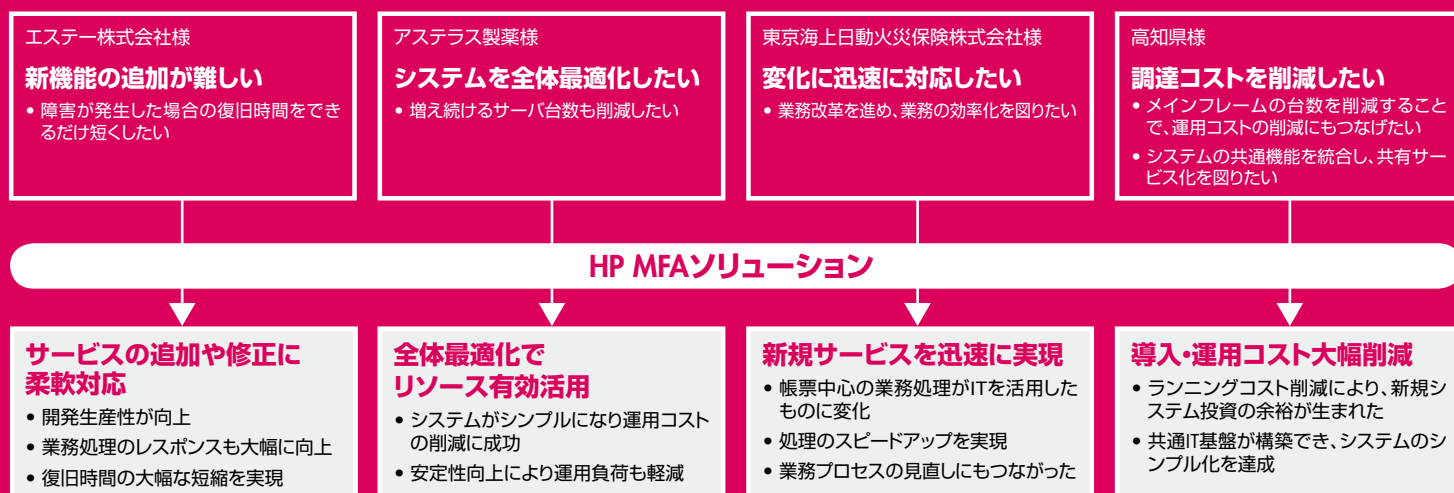 エステー株式会社様
新機能の追加が難しい
• 障害が発生した場合の復旧時間をでき
るだけ短くしたい
アステラス製薬様
システムを全体最適化したい
• 増え続けるサーバ台数も削減したい
東京海上日動火災保険株式会社様
変化に迅速に対応したい
• 業務改革を進め、業務の効率化を図りたい
高知県様
調達コストを削減したい
• メインフレームの台数を削減すること
で、運用コストの削減にもつなげたい
• システムの共通機能を統合し、共有サー
ビス化を図りたい
HP MFAソリューション
サービスの追加や修正に
柔軟対応
• 開発生産性が向上
• 業務処理のレスポンスも大幅に向上
• 復旧時間の大幅な短縮を実現
全体最適化で
リソース有効活用
• システムがシンプルになり運用コスト
の削減に成功
• 安定性向上により運用負荷も軽減
新規サービスを迅速に実現
• 帳票中心の業務処理がITを活用した
ものに変化
• 処理のスピードアップを実現
• 業務プロセスの見直しにもつながった
導入・運用コスト大幅削減
• ランニングコスト削減により、新規シ
ステム投資の余裕が生まれた
• 共通IT基盤が構築でき、システムのシ
ンプル化を達成